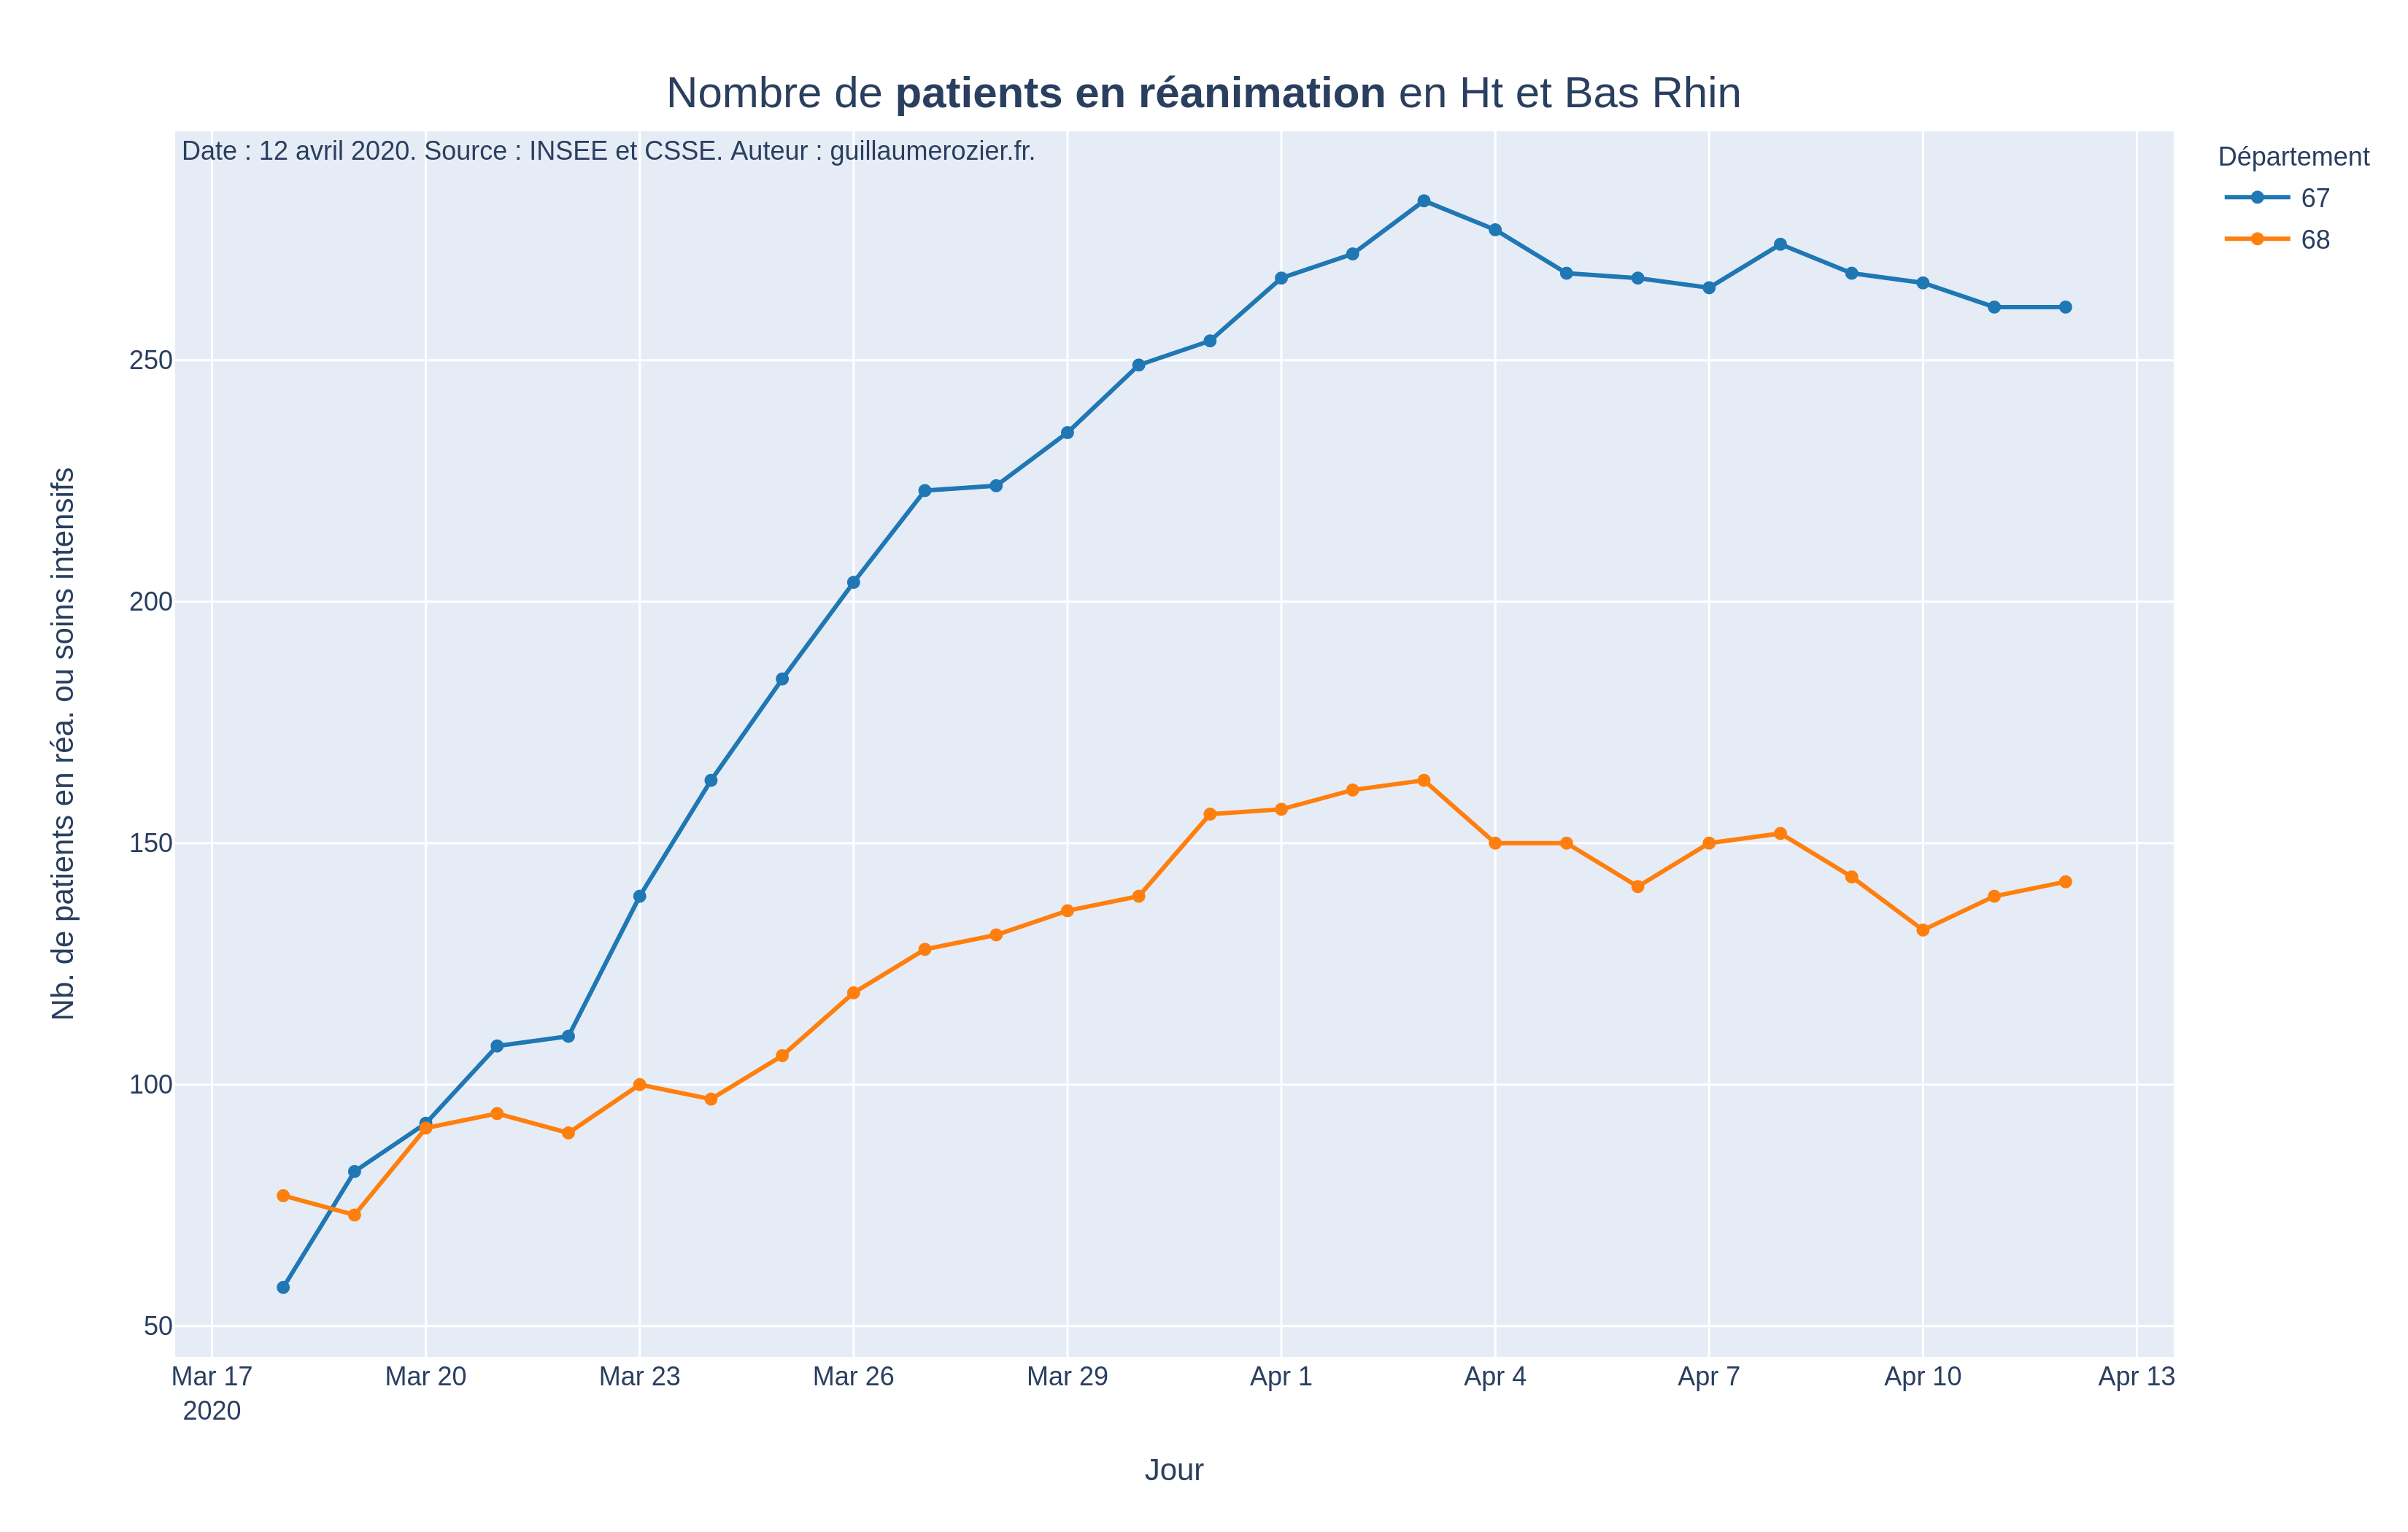 Nombre de patients en réanimation en Ht et Bas Rhin
Date : 12 avril 2020. Source : INSEE et CSSE. Auteur : guillaumerozier.fr.
Département
67
68
Nb. de patients en réa. ou soins intensifs
250
200
150
100
50
Mar 17 Mar 20 Mar 23 Mar 26 Mar 29 Apr 1 Apr 4 Apr 7 Apr 10 Apr 13
2020
Jour